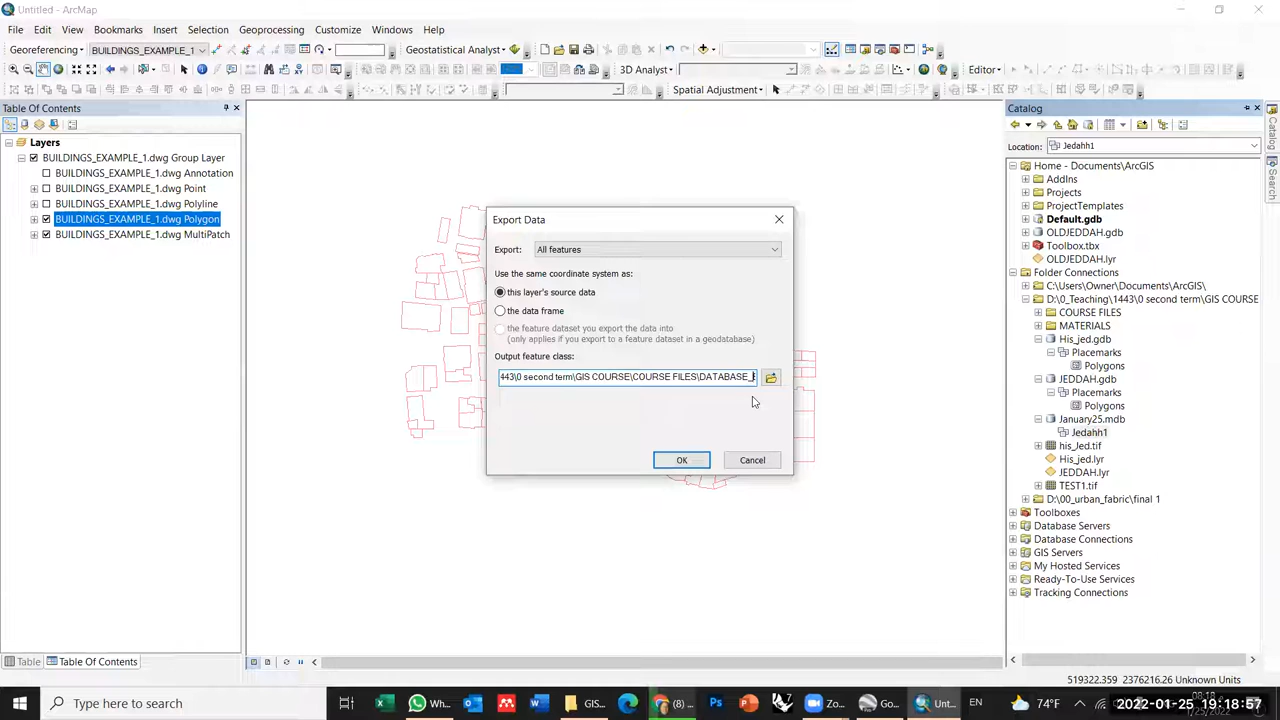 Untitled - ArcMap
File Edit View Bookmarks Insert Selection Geoprocessing Customize Windows Help
Georeferencing BUILDINGS_EXAMPLE_1 Geostatistical Analyst
3D Analyst Editor
Spatial Adjustment
Table Of Contents
Layers
BUILDINGS_EXAMPLE_1.dwg Group Layer
BUILDINGS_EXAMPLE_1.dwg Annotation
BUILDINGS_EXAMPLE_1.dwg Point
BUILDINGS_EXAMPLE_1.dwg Polyline
BUILDINGS_EXAMPLE_1.dwg Polygon
BUILDINGS_EXAMPLE_1.dwg MultiPatch
Export Data
Export: All features
Use the same coordinate system as:
this layer's source data
the data frame
the feature dataset you export the data into
(only applies if you export to a feature dataset in a geodatabase)
Output feature class:
443\0 second term\GIS COURSE\COURSE FILES\DATABASE_
OK Cancel
Catalog
Location: Jedahh1
Home - Documents\ArcGIS
AddIns
Projects
ProjectTemplates
Default.gdb
OLDJEDDAH.gdb
Toolbox.tbx
OLDJEDDAH.lyr
Folder Connections
C:\Users\Owner\Documents\ArcGIS\
D:\0_Teaching\1443\0 second term\GIS COURSE
COURSE FILES
MATERIALS
His_jed.gdb
Placemarks
Polygons
JEDDAH.gdb
Placemarks
Polygons
January25.mdb
Jedahh1
his_Jed.tif
His_jed.lyr
JEDDAH.lyr
TEST1.tif
D:\00_urban_fabric\final 1
Toolboxes
Database Servers
Database Connections
GIS Servers
My Hosted Services
Ready-To-Use Services
Tracking Connections
Catalog
Search
Table Table Of Contents
519322.359 2376216.26 Unknown Units
Type here to search
Wha... GIS... (8) Zo... Go... Unt... 74°F EN
2022-01-25 19:18:57